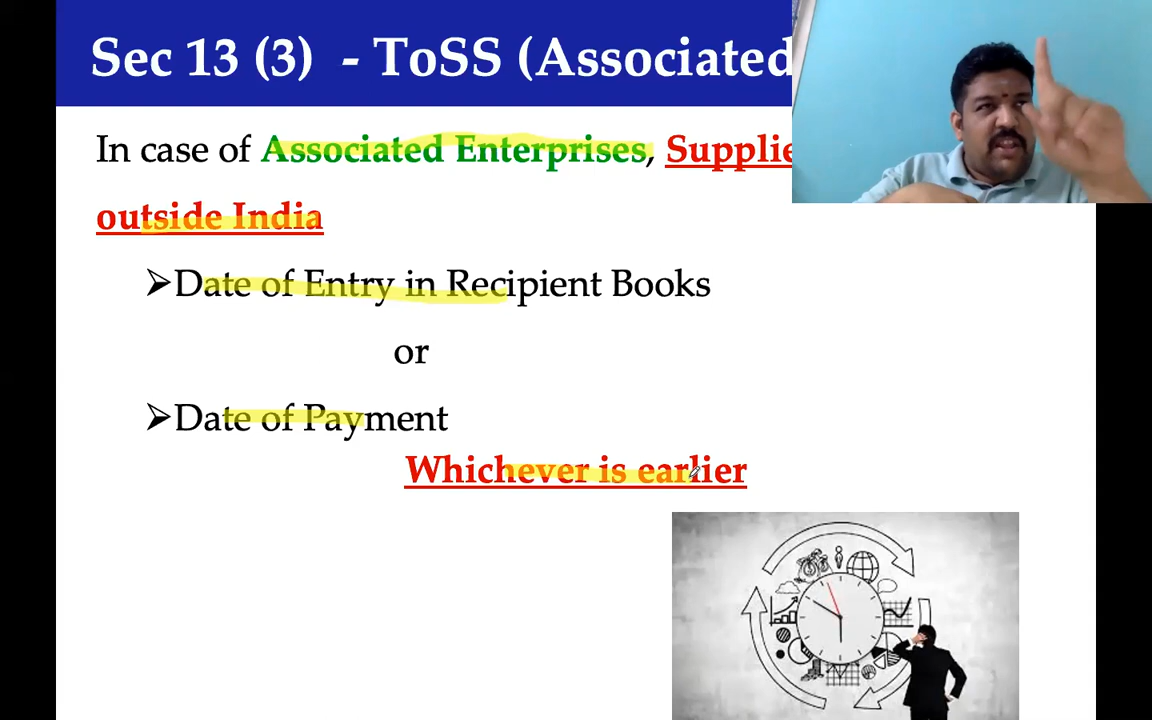 Sec 13 (3) - ToSS (Associated
In case of Associated Enterprises,
outside India
➢Date of Entry in Recipient Books
or
➢Date of Payment
Whichever is earlier